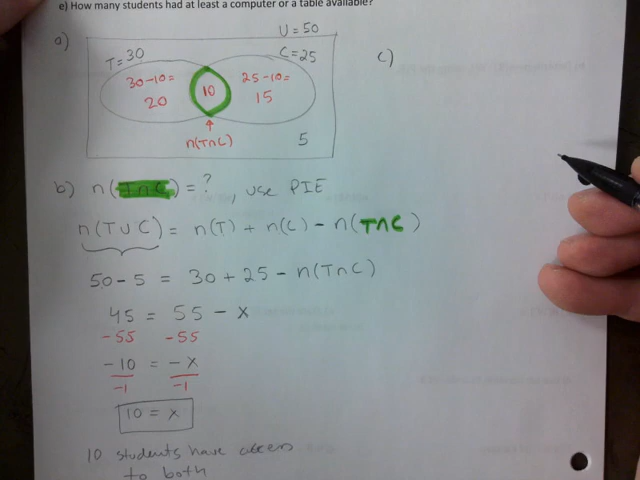 e) How many students had at least a computer or a table available?
a)
U = 50
T = 30
C = 25
30-10=
20
10
25-10=
15
n(T∩C)
5
c)
b) n(T∩C) = ? , use PIE
n(T∪C) = n(T) + n(C) - n(T∩C)
50-5 = 30+25 - n(T∩C)
45 = 55 - x
-55 -55
-10 = -x
-1 -1
10 = x
10 students have access
to both